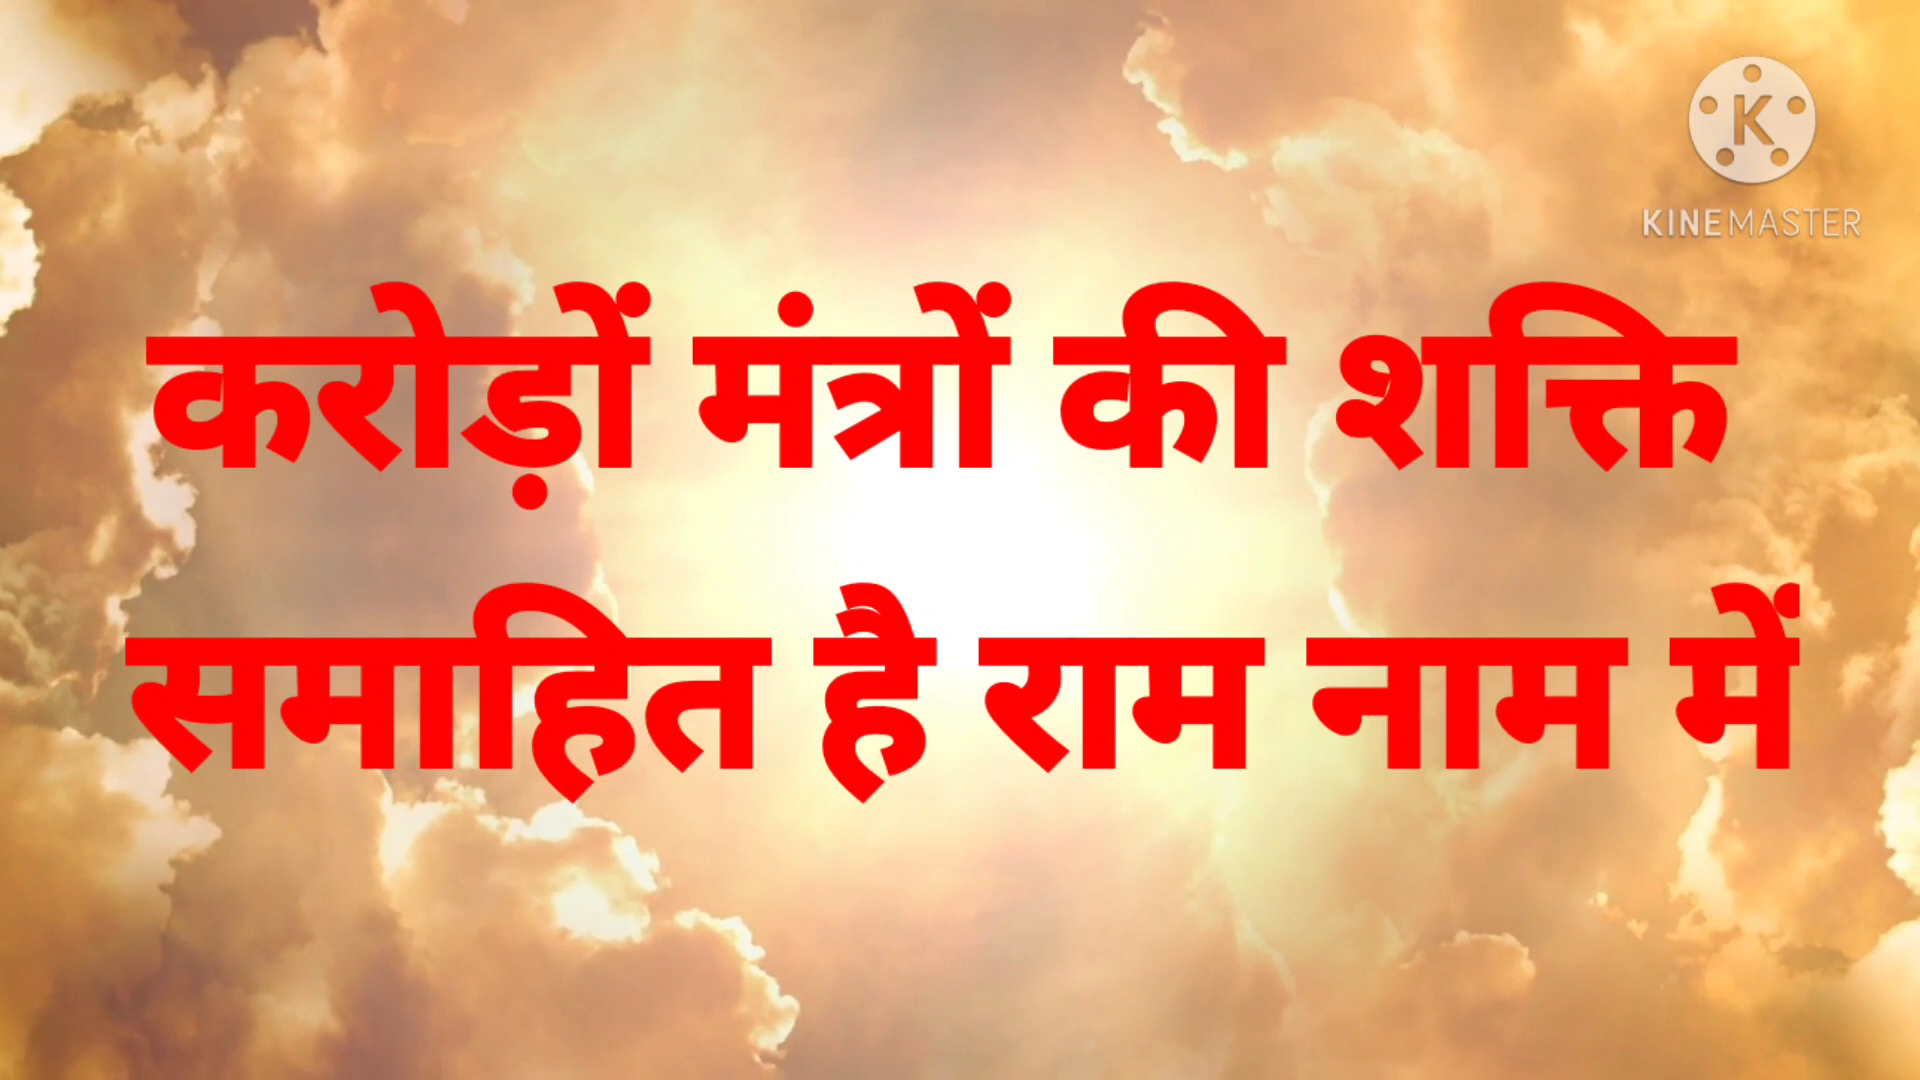 K
KINEMASTER
करोड़ों मंत्रों की शक्ति
समाहित है राम नाम में